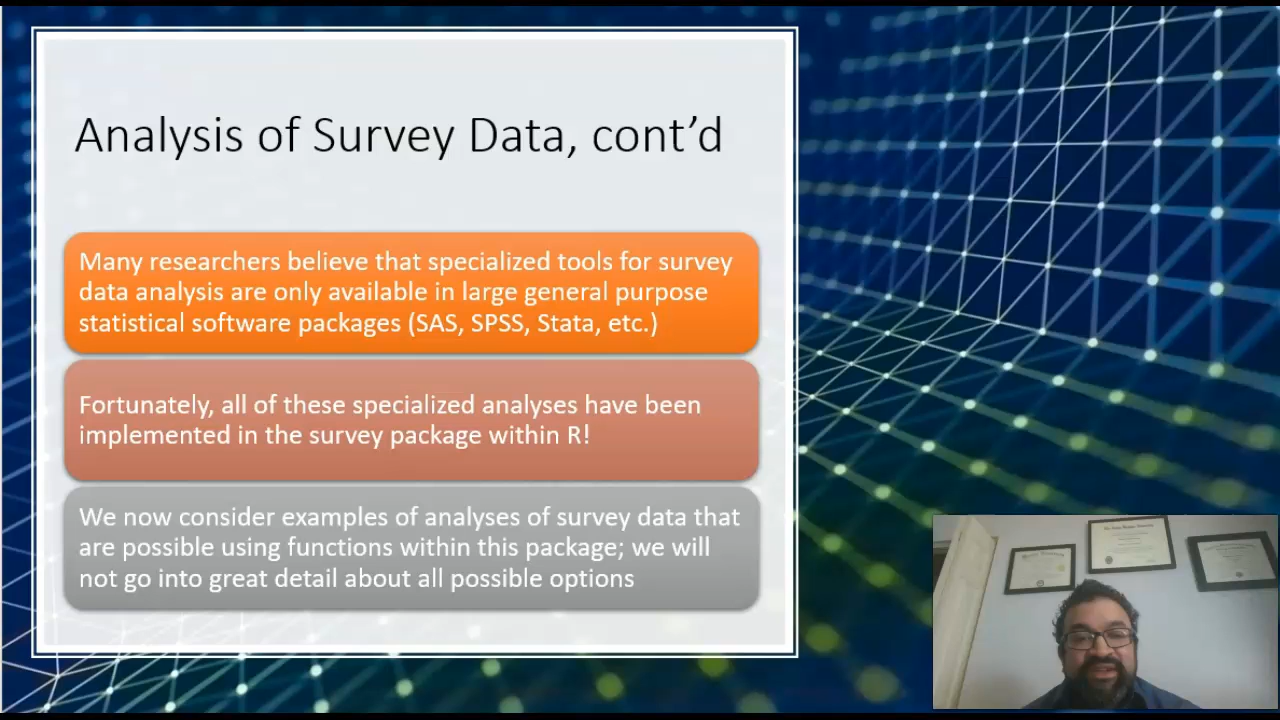 Analysis of Survey Data, cont’d
Many researchers believe that specialized tools for survey
data analysis are only available in large general purpose
statistical software packages (SAS, SPSS, Stata, etc.)
Fortunately, all of these specialized analyses have been
implemented in the survey package within R!
We now consider examples of analyses of survey data that
are possible using functions within this package; we will
not go into great detail about all possible options